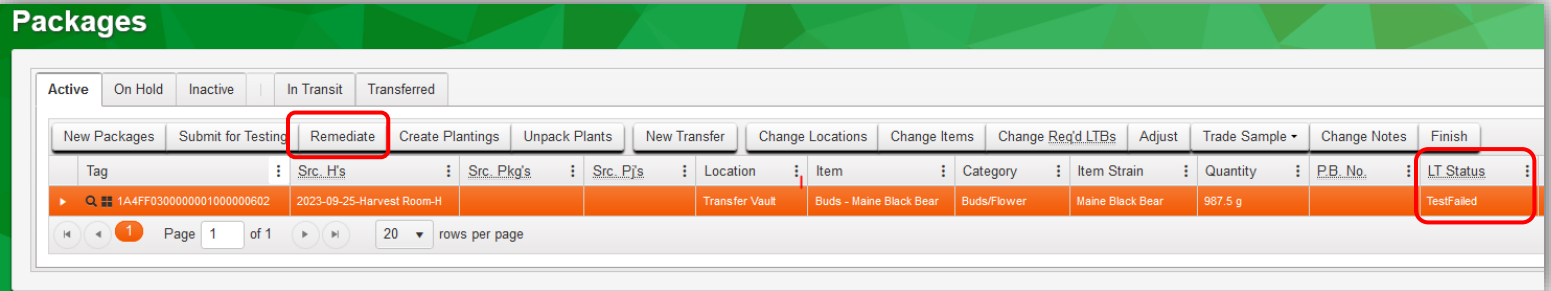 Packages
Active On Hold Inactive In Transit Transferred
New Packages Submit for Testing Remediate Create Plantings Unpack Plants New Transfer Change Locations Change Items Change Req'd LTBs Adjust Trade Sample Change Notes Finish
Tag Src. H's Src. Pkg's Src. Pj's Location Item Category Item Strain Quantity P.B. No. LT Status
1A4FF0300000001000000602 2023-09-25-Harvest Room-H Transfer Vault Buds - Maine Black Bear Buds/Flower Maine Black Bear 987.5 g TestFailed
1 Page 1 of 1 20 rows per page